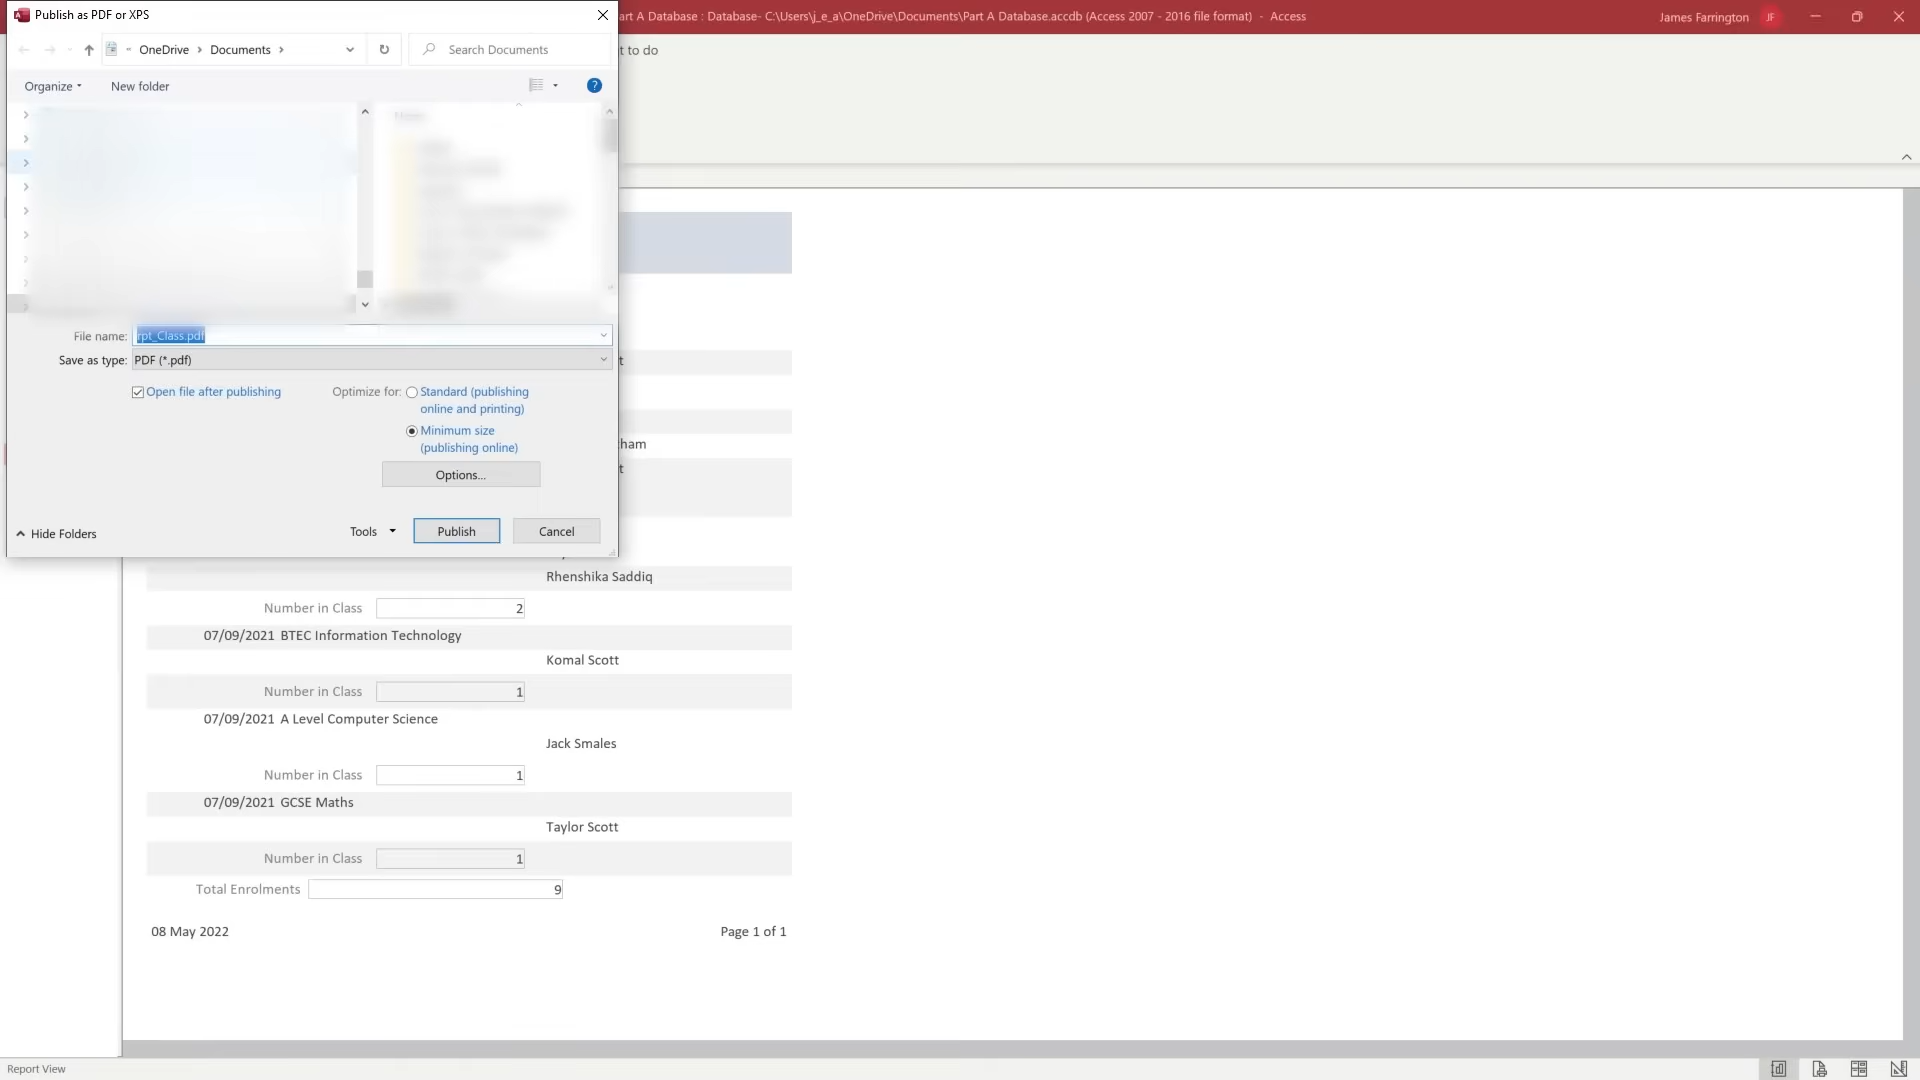 Publish as PDF or XPS
art A Database : Database- C:\Users\j_e_a\OneDrive\Documents\Part A Database.accdb (Access 2007 - 2016 file format) - Access
James Farrington JF
OneDrive › Documents ›
Search Documents
t to do
Organize
New folder
?
File name: rpt_Class.pdf
Save as type: PDF (*.pdf)
Open file after publishing
Optimize for:
Standard (publishing
online and printing)
Minimum size
(publishing online)
Options...
Hide Folders
Tools
Publish
Cancel
t
ham
t
Rhenshika Saddiq
Number in Class 2
07/09/2021 BTEC Information Technology
Komal Scott
Number in Class 1
07/09/2021 A Level Computer Science
Jack Smales
Number in Class 1
07/09/2021 GCSE Maths
Taylor Scott
Number in Class 1
Total Enrolments 9
08 May 2022
Page 1 of 1
Report View